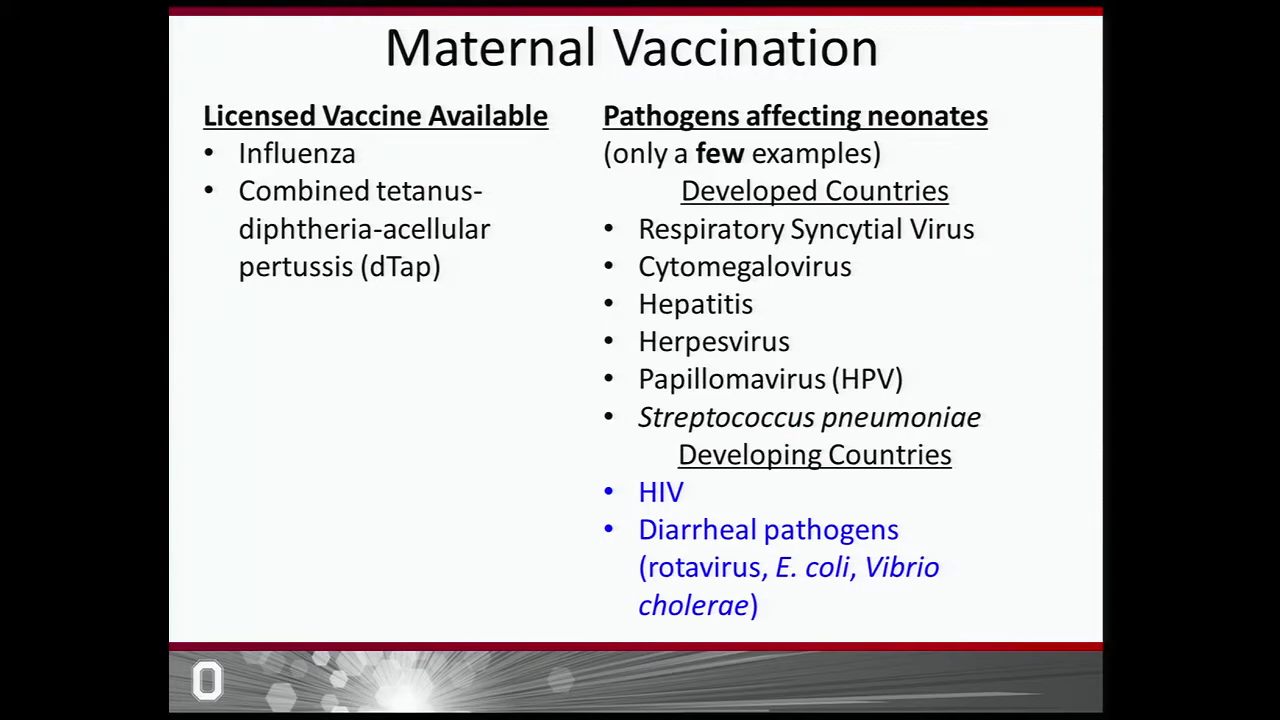 Maternal Vaccination
Licensed Vaccine Available
• Influenza
• Combined tetanus-
diphtheria-acellular
pertussis (dTap)
Pathogens affecting neonates
(only a few examples)
Developed Countries
• Respiratory Syncytial Virus
• Cytomegalovirus
• Hepatitis
• Herpesvirus
• Papillomavirus (HPV)
• Streptococcus pneumoniae
Developing Countries
• HIV
• Diarrheal pathogens
(rotavirus, E. coli, Vibrio
cholerae)
O